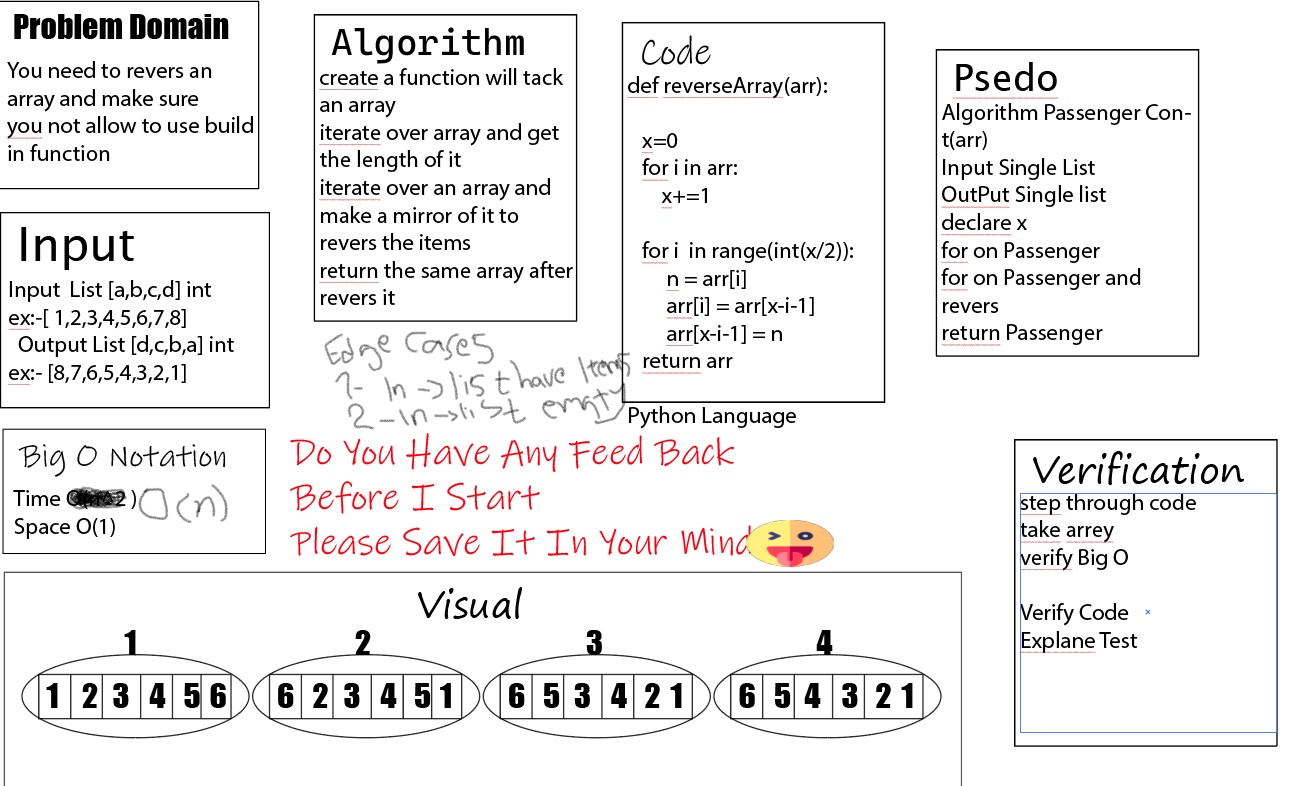 Problem Domain
You need to revers an
array and make sure
you not allow to use build
in function
Input
Input List [a,b,c,d] int
ex:-[ 1,2,3,4,5,6,7,8]
Output List [d,c,b,a] int
ex:- [8,7,6,5,4,3,2,1]
Big O Notation
Time ) O(n)
Space O(1)
Algorithm
create a function will tack
an array
iterate over array and get
the length of it
iterate over an array and
make a mirror of it to
revers the items
return the same array after
revers it
Edge Cases
1- In -> list have Items
2 -In ->list empty
Code
def reverseArray(arr):
x=0
for i in arr:
x+=1
for i in range(int(x/2)):
n = arr[i]
arr[i] = arr[x-i-1]
arr[x-i-1] = n
return arr
Python Language
Psedo
Algorithm Passenger Con-
t(arr)
Input Single List
OutPut Single list
declare x
for on Passenger
for on Passenger and
revers
return Passenger
Do You Have Any Feed Back
Before I Start
Please Save It In Your Mind
Verification
step through code
take arrey
verify Big O
Verify Code
Explane Test
Visual
1 2 3 4
1 2 3 4 5 6
6 2 3 4 5 1
6 5 3 4 2 1
6 5 4 3 2 1